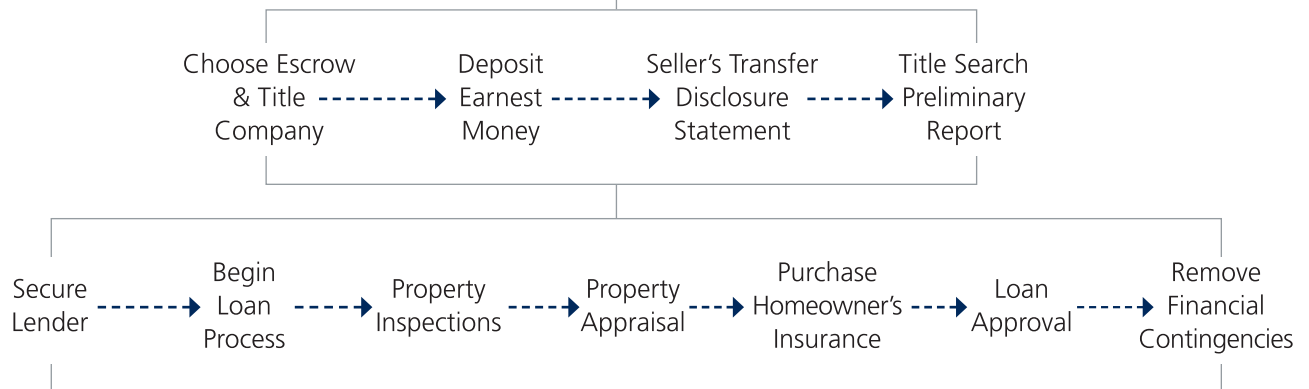 Choose Escrow
& Title
Company
Deposit
Earnest
Money
Seller's Transfer
Disclosure
Statement
Title Search
Preliminary
Report
Secure
Lender
Begin
Loan
Process
Property
Inspections
Property
Appraisal
Purchase
Homeowner's
Insurance
Loan
Approval
Remove
Financial
Contingencies